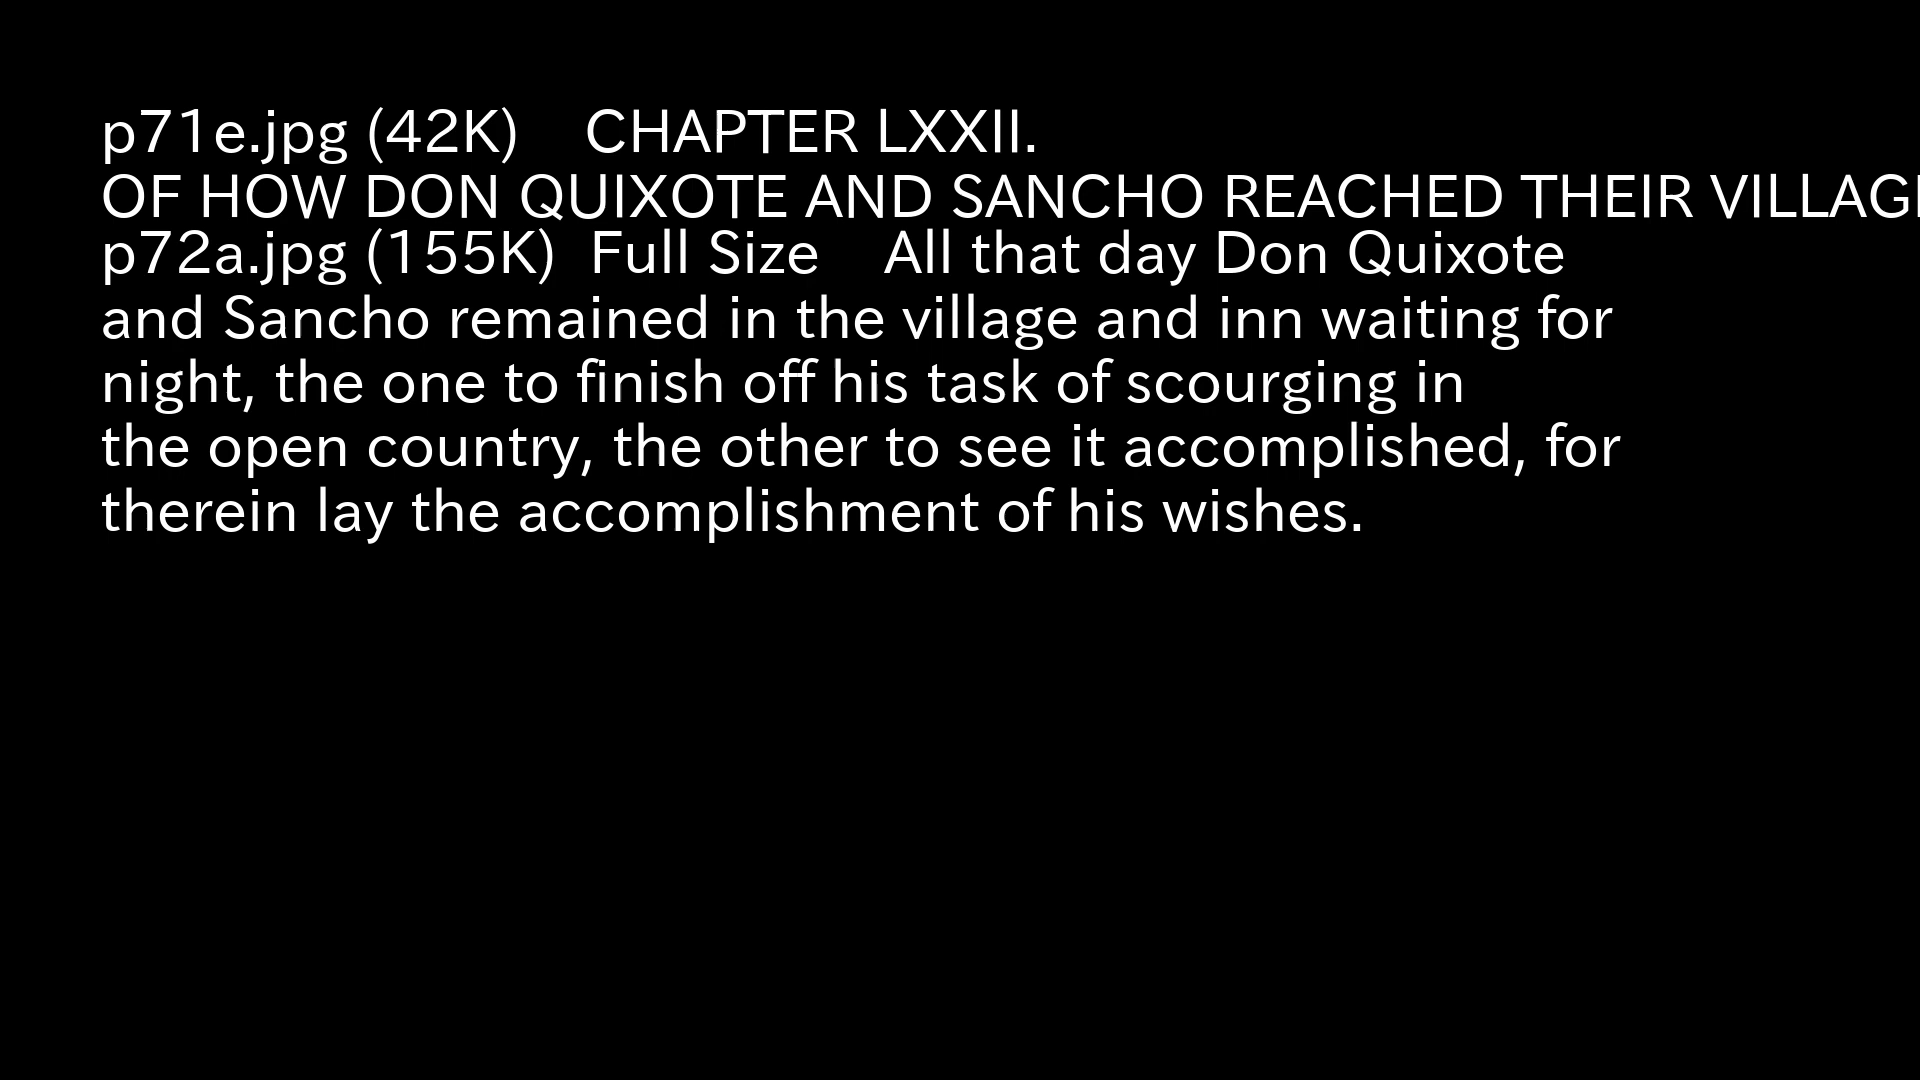 p71e.jpg (42K) CHAPTER LXXII.
OF HOW DON QUIXOTE AND SANCHO REACHED THEIR
p72a.jpg (155K) Full Size All that day Don Quixote
and Sancho remained in the village and inn waiting for
night, the one to finish off his task of scourging in
the open country, the other to see it accomplished, for
therein lay the accomplishment of his wishes.